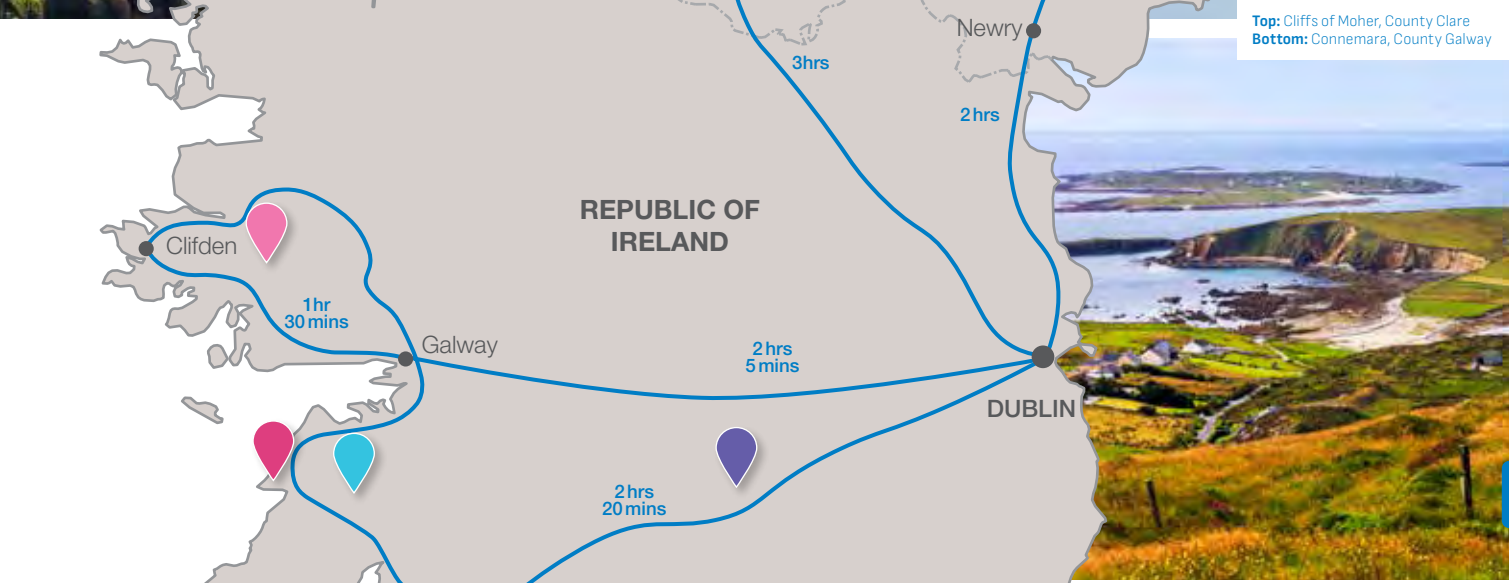 Top: Cliffs of Moher, County Clare
Bottom: Connemara, County Galway
Newry
3hrs
2 hrs
REPUBLIC OF
IRELAND
Clifden
1 hr
30 mins
Galway
2 hrs
5 mins
DUBLIN
2 hrs
20 mins